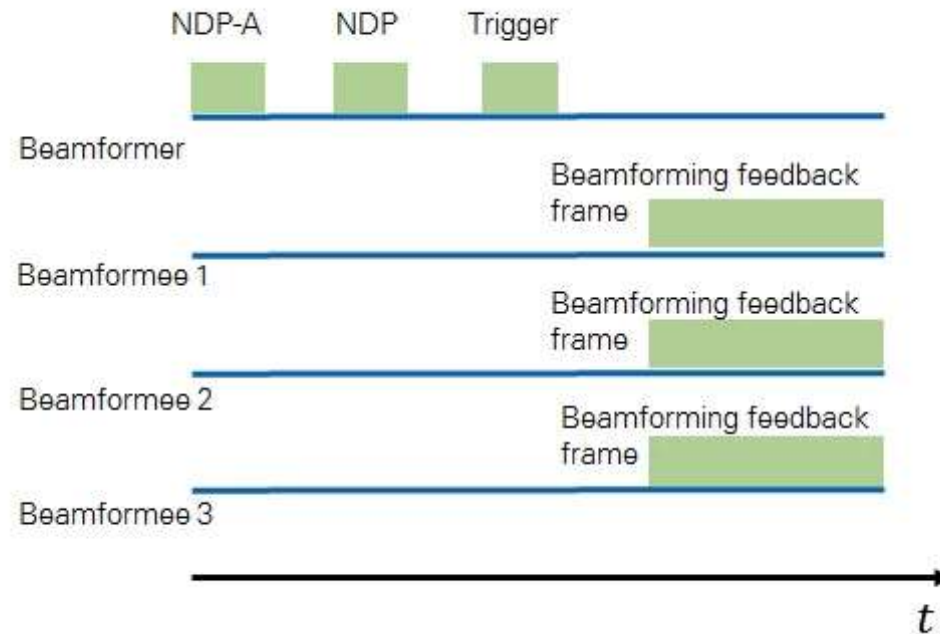 NDP-A NDP Trigger
Beamformer
Beamforming feedback
frame
Beamformee 1
Beamforming feedback
frame
Beamformee 2
Beamforming feedback
frame
Beamformee 3
t